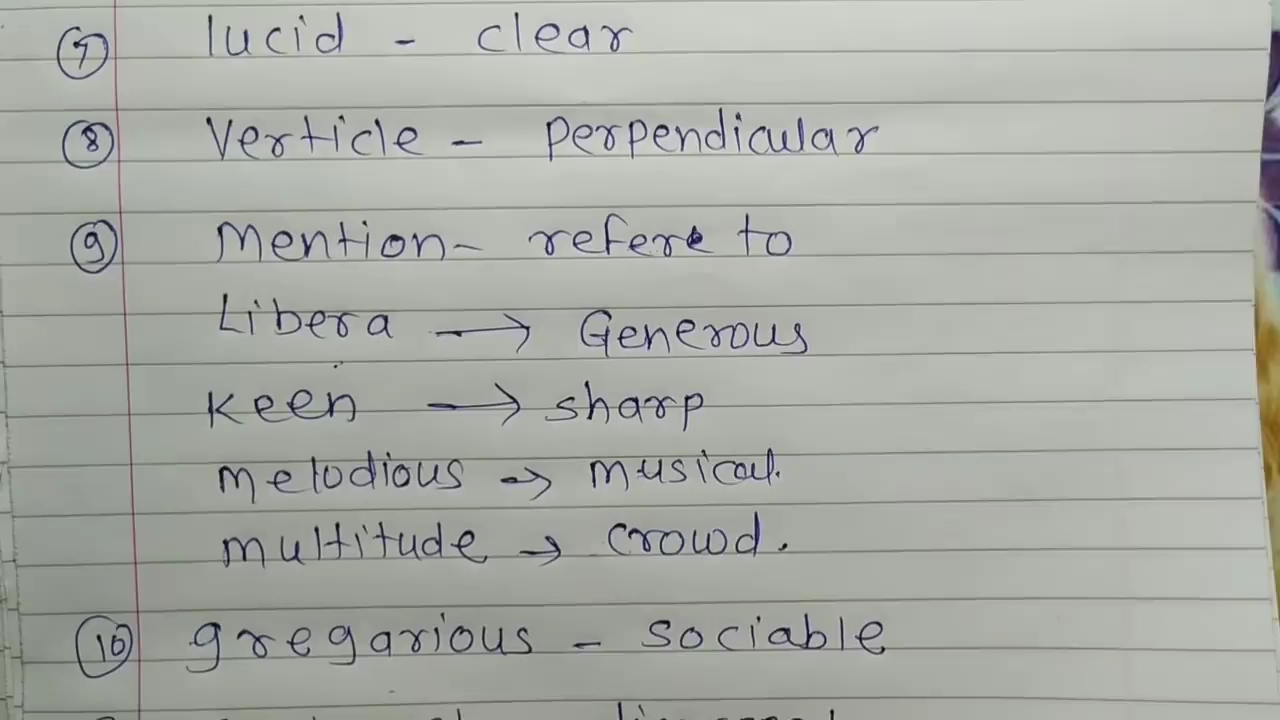 7 lucid - clear
8 Verticle - perpendicular
9 Mention - refere to
Libera → Generous
Keen → sharp
melodious → musical.
multitude → crowd.
10 gregarious - sociable